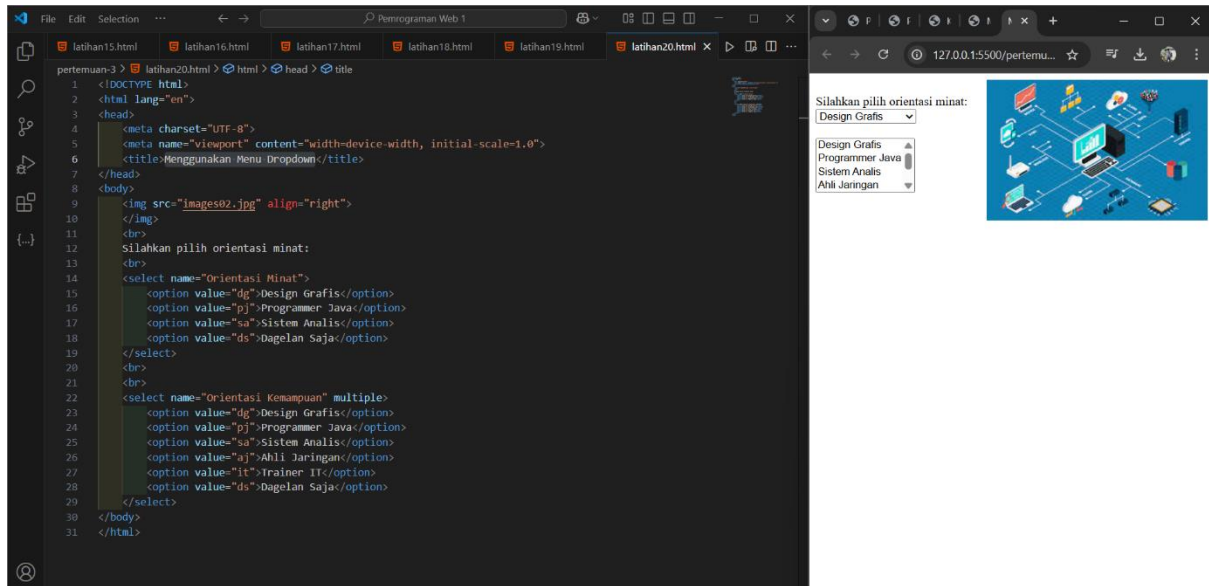 File Edit Selection ... Pemrograman Web 1
latihan15.html latihan16.html latihan17.html latihan18.html latihan19.html latihan20.html
pertemuan-3 > latihan20.html > html > head > title
1 <!DOCTYPE html>
2 <html lang="en">
3 <head>
4 <meta charset="UTF-8">
5 <meta name="viewport" content="width=device-width, initial-scale=1.0">
6 <title>Menggunakan Menu Dropdown</title>
7 </head>
8 <body>
9 <img src="images02.jpg" align="right">
10 </img>
11 <br>
12 Silahkan pilih orientasi minat:
13 <br>
14 <select name="Orientasi Minat">
15 <option value="dg">Design Grafis</option>
16 <option value="pj">Programmer Java</option>
17 <option value="sa">Sistem Analis</option>
18 <option value="ds">Dagelan Saja</option>
19 </select>
20 <br>
21 <br>
22 <select name="Orientasi Kemampuan" multiple>
23 <option value="dg">Design Grafis</option>
24 <option value="pj">Programmer Java</option>
25 <option value="sa">Sistem Analis</option>
26 <option value="aj">Ahli Jaringan</option>
27 <option value="it">Trainer IT</option>
28 <option value="ds">Dagelan Saja</option>
29 </select>
30 </body>
31 </html>
127.0.0.1:5500/pertemu...
Silahkan pilih orientasi minat:
Design Grafis
Design Grafis
Programmer Java
Sistem Analis
Ahli Jaringan